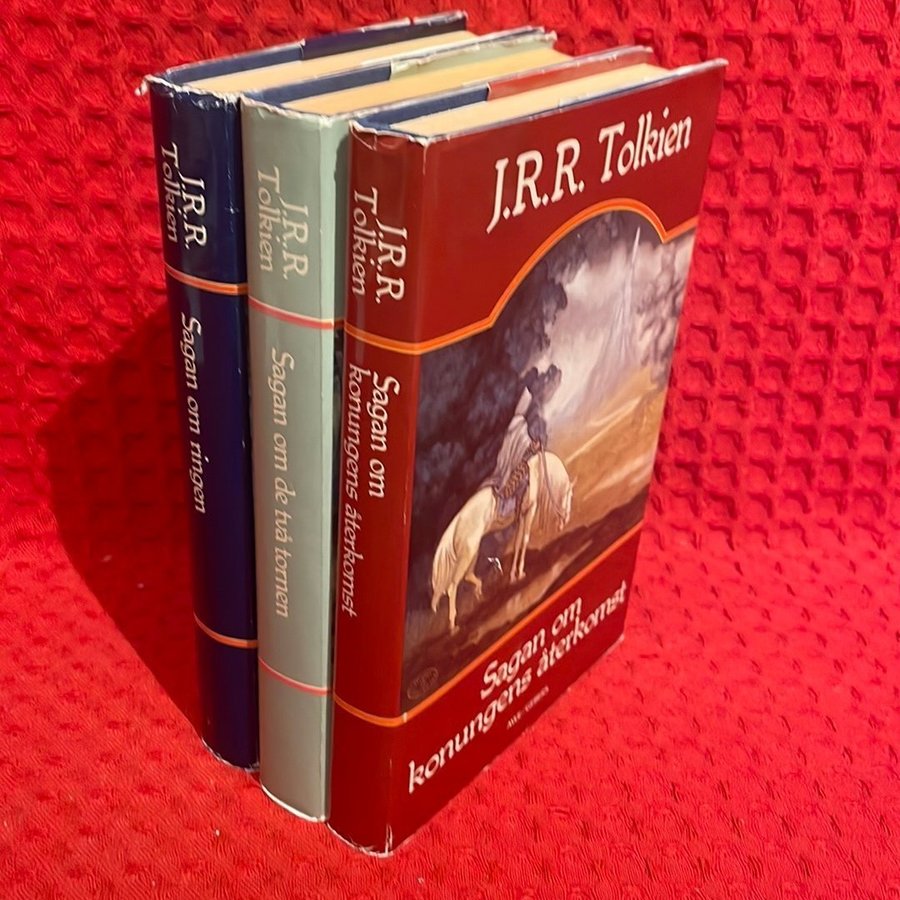 J.R.R
Tolkien
Sagan om ringen
J.R.R.
Tolkien
Sagan om de två tornen
J.R.R.
Tolkien
Sagan om
konungens återkomst
J.R.R. Tolkien
Sagan om
konungens återkomst